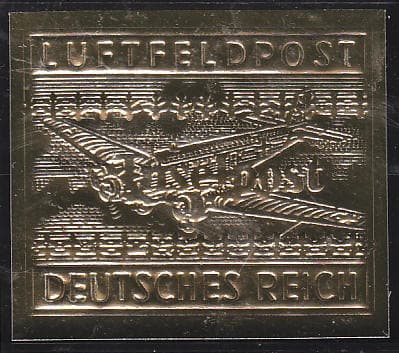 LUFTFELDPOST
Inselpost
DEUTSCHES REICH